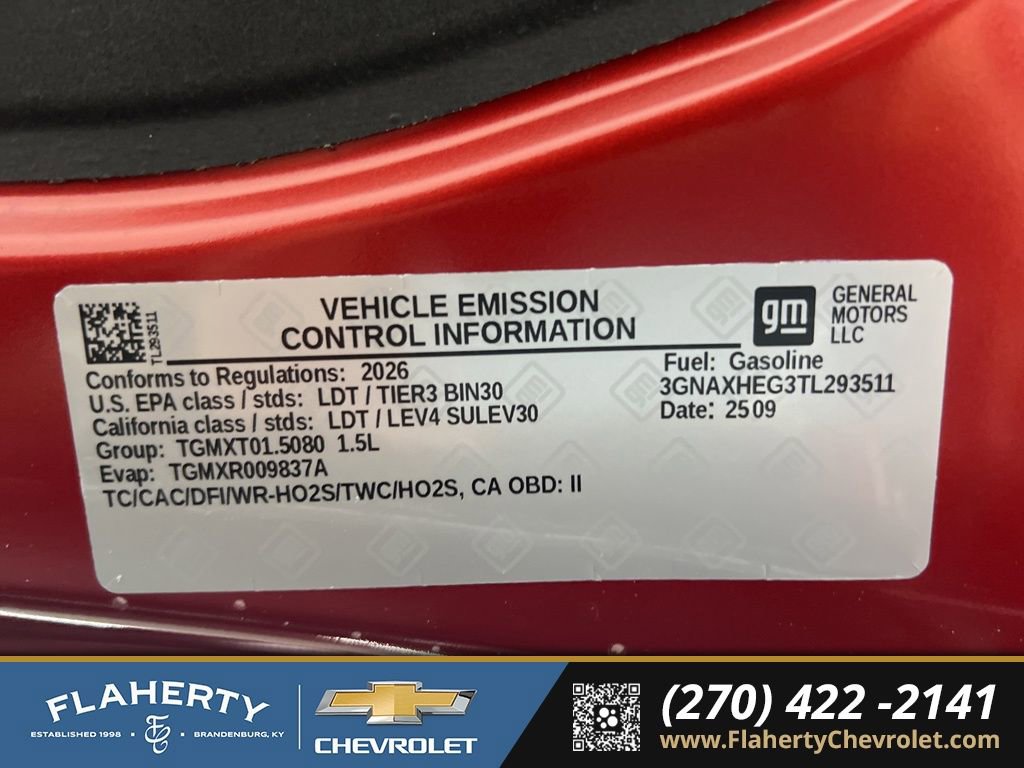 VEHICLE EMISSION
CONTROL INFORMATION
gm
GENERAL
MOTORS
LLC
TL293511
Conforms to Regulations: 2026
U.S. EPA class / stds: LDT / TIER3 BIN30
California class / stds: LDT / LEV4 SULEV30
Group: TGMXT01.5080 1.5L
Evap: TGMXR009837A
TC/CAC/DFI/WR-HO2S/TWC/HO2S, CA OBD: II
Fuel: Gasoline
3GNAXHEG3TL293511
Date: 2509
FLAHERTY
ESTABLISHED 1998 • BRANDENBURG, KY
CHEVROLET
(270) 422 -2141
www.FlahertyChevrolet.com